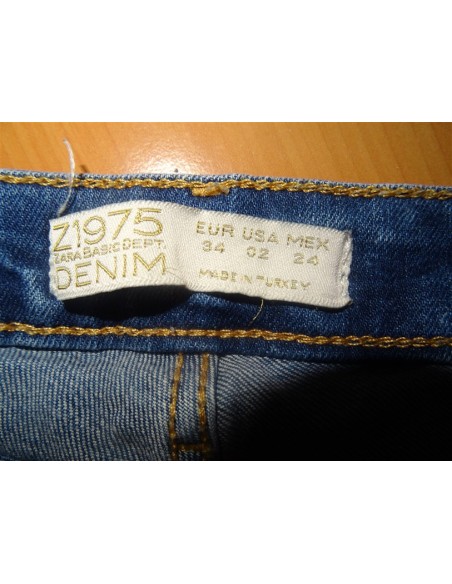 Z1975
ZARA BASIC DEPT.
DENIM
EUR USA MEX
34 02 24
MADE IN TURKEY